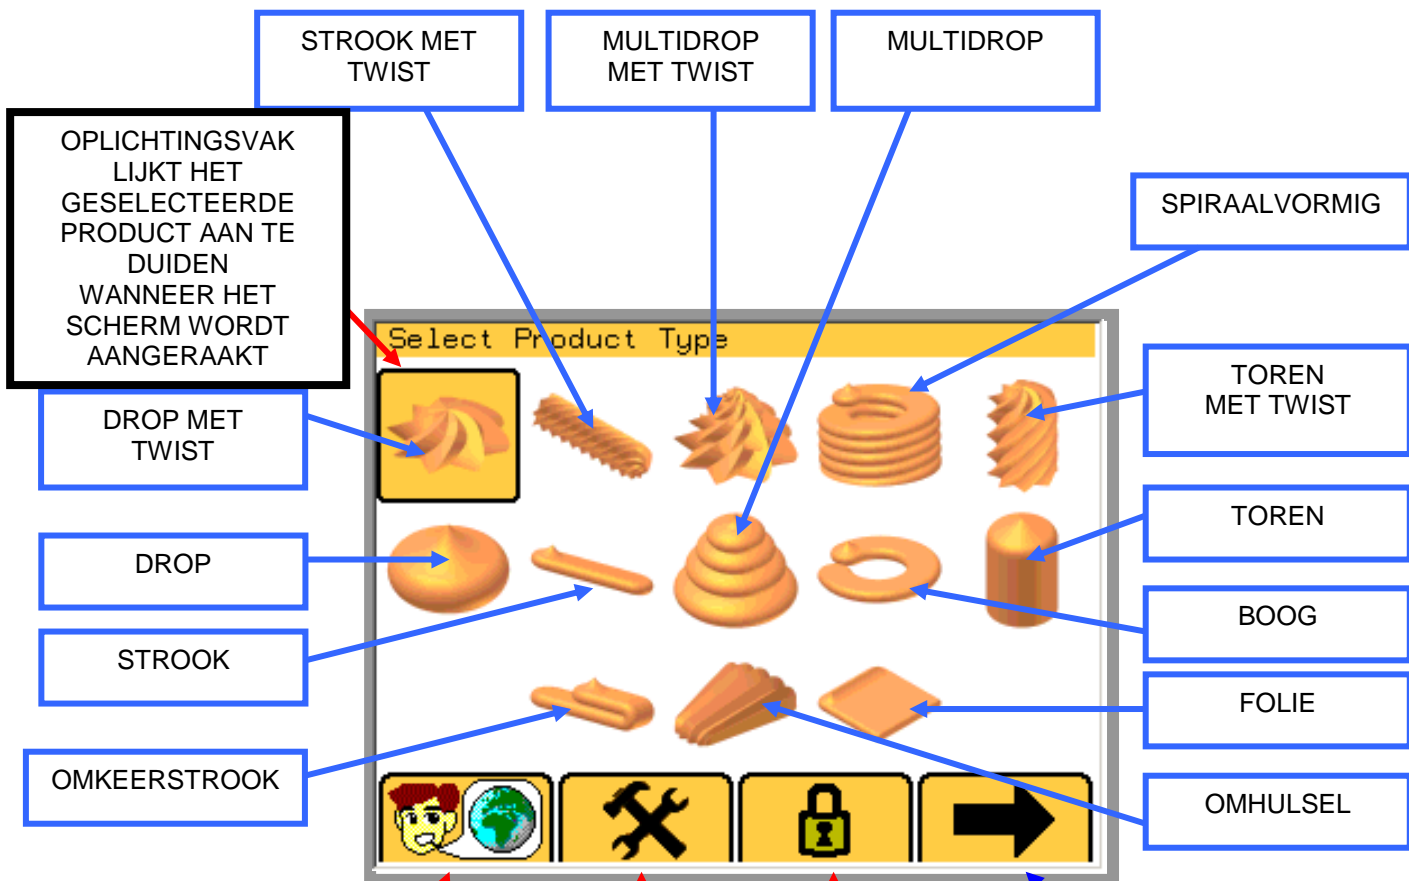 STROOK MET
TWIST
MULTIDROP
MET TWIST
MULTIDROP
OPLICHTINGSVAK
LIJKT HET
GESELECTEERDE
PRODUCT AAN TE
DUIDEN
WANNEER HET
SCHERM WORDT
AANGERAAKT
SPIRAALVORMIG
Select Product Type
DROP MET
TWIST
TOREN
MET TWIST
DROP
TOREN
STROOK
BOOG
FOLIE
OMKEERSTROOK
OMHULSEL